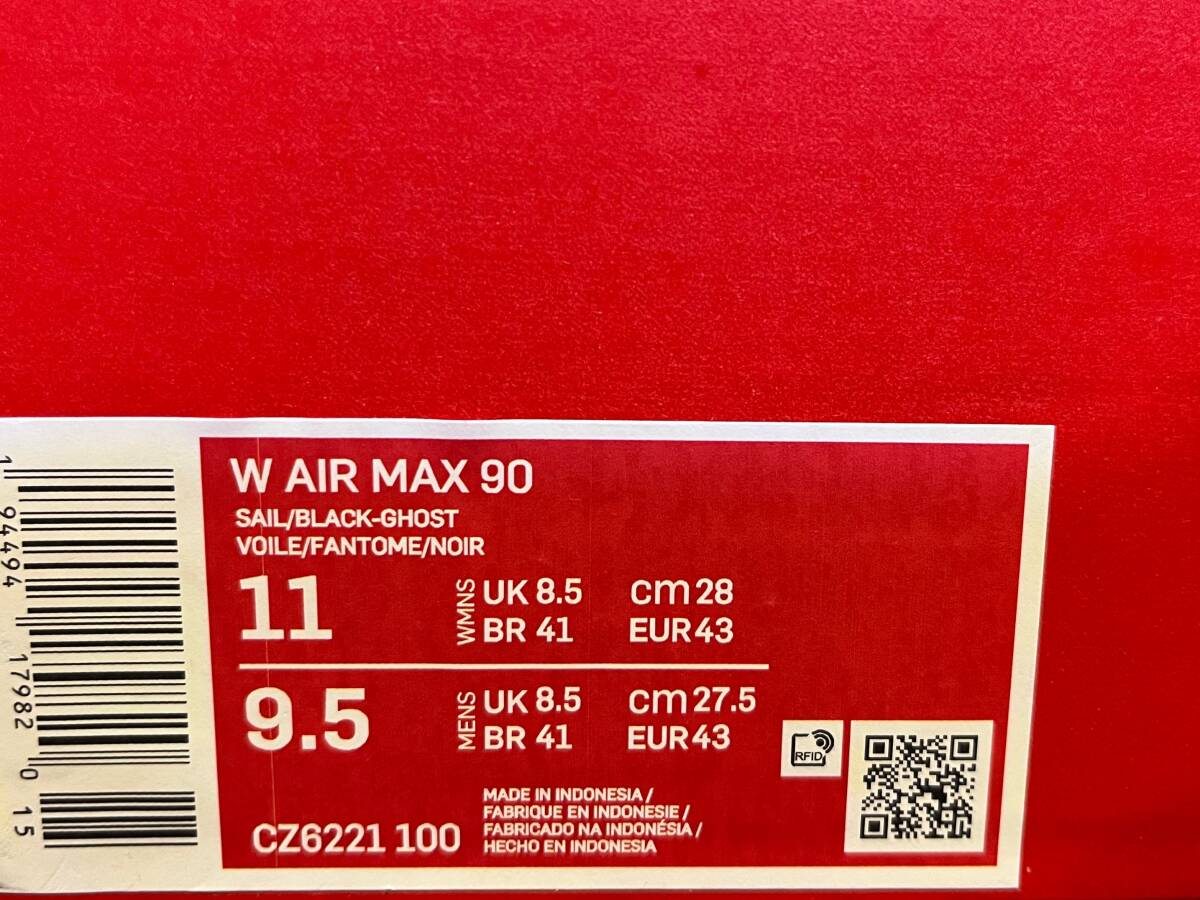 W AIR MAX 90
SAIL/BLACK-GHOST
VOILE/FANTOME/NOIR
11
WMNS
UK 8.5
cm 28
BR 41
EUR 43
9.5
MENS
UK 8.5
cm 27.5
BR 41
EUR 43
RFID
CZ6221 100
MADE IN INDONESIA /
FABRIQUE EN INDONESIE /
FABRICADO NA INDONÉSIA /
HECHO EN INDONESIA
1 94494 17982 0 15